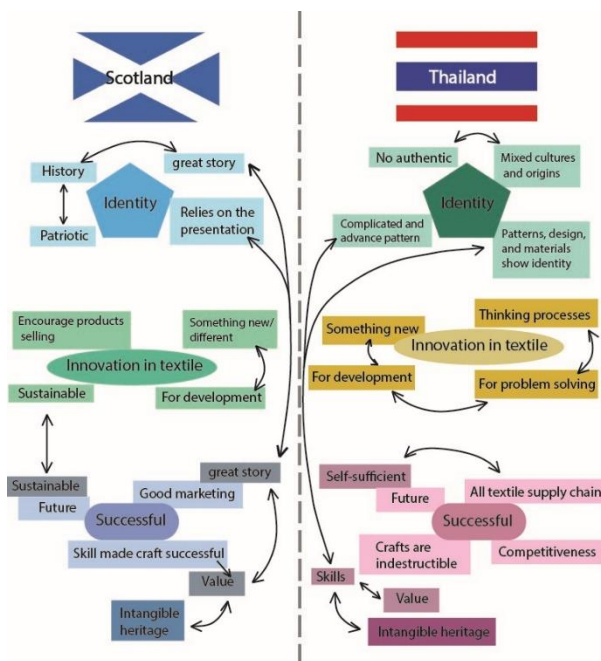 Scotland
History
great story
Identity
Patriotic
Relies on the
presentation
Encourage products
selling
Something new/
different
Innovation in textile
Sustainable
For development
Sustainable
Future
great story
Good marketing
Successful
Skill made craft successful
Value
Intangible
heritage
Thailand
No authentic
Mixed cultures
and origins
Identity
Complicated and
advance pattern
Patterns, design,
and materials
show identity
Something new
Thinking processes
Innovation in textile
For development
For problem solving
Self-sufficient
Future
All textile supply chain
Successful
Crafts are
indestructible
Competitiveness
Skills
Value
Intangible heritage